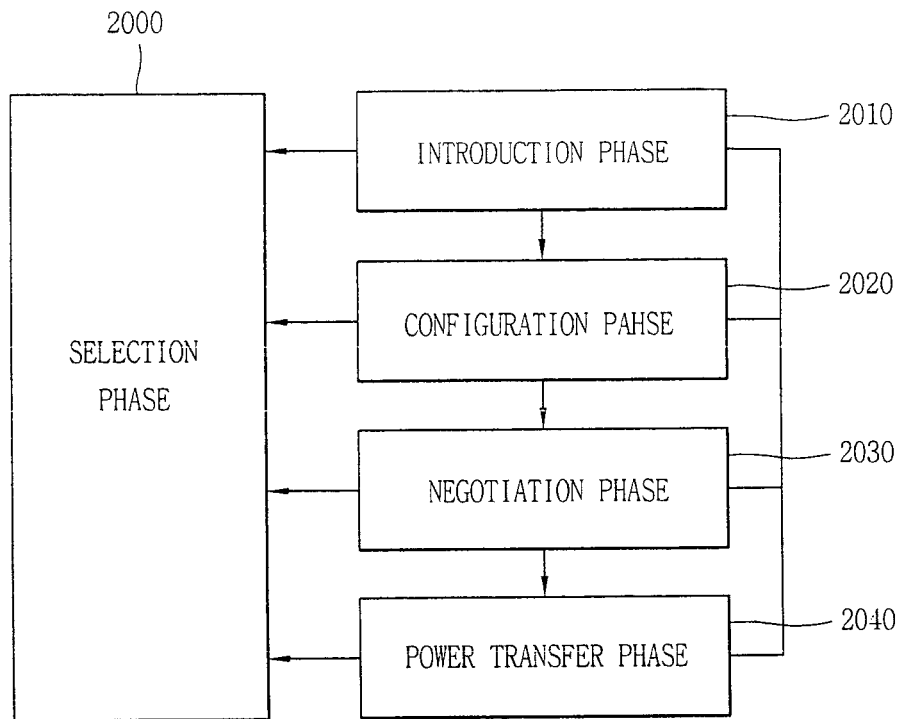 2000
2010
INTRODUCTION PHASE
2020
CONFIGURATION PAHSE
SELECTION
PHASE
2030
NEGOTIATION PHASE
2040
POWER TRANSFER PHASE